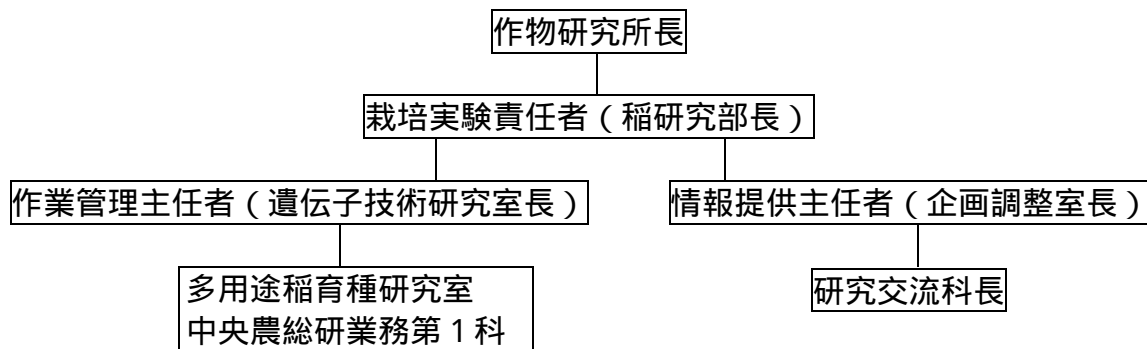 作物研究所長
栽培実験責任者（稲研究部長）
作業管理主任者（遺伝子技術研究室長）
情報提供主任者（企画調整室長）
多用途稲育種研究室
中央農総研業務第１科
研究交流科長